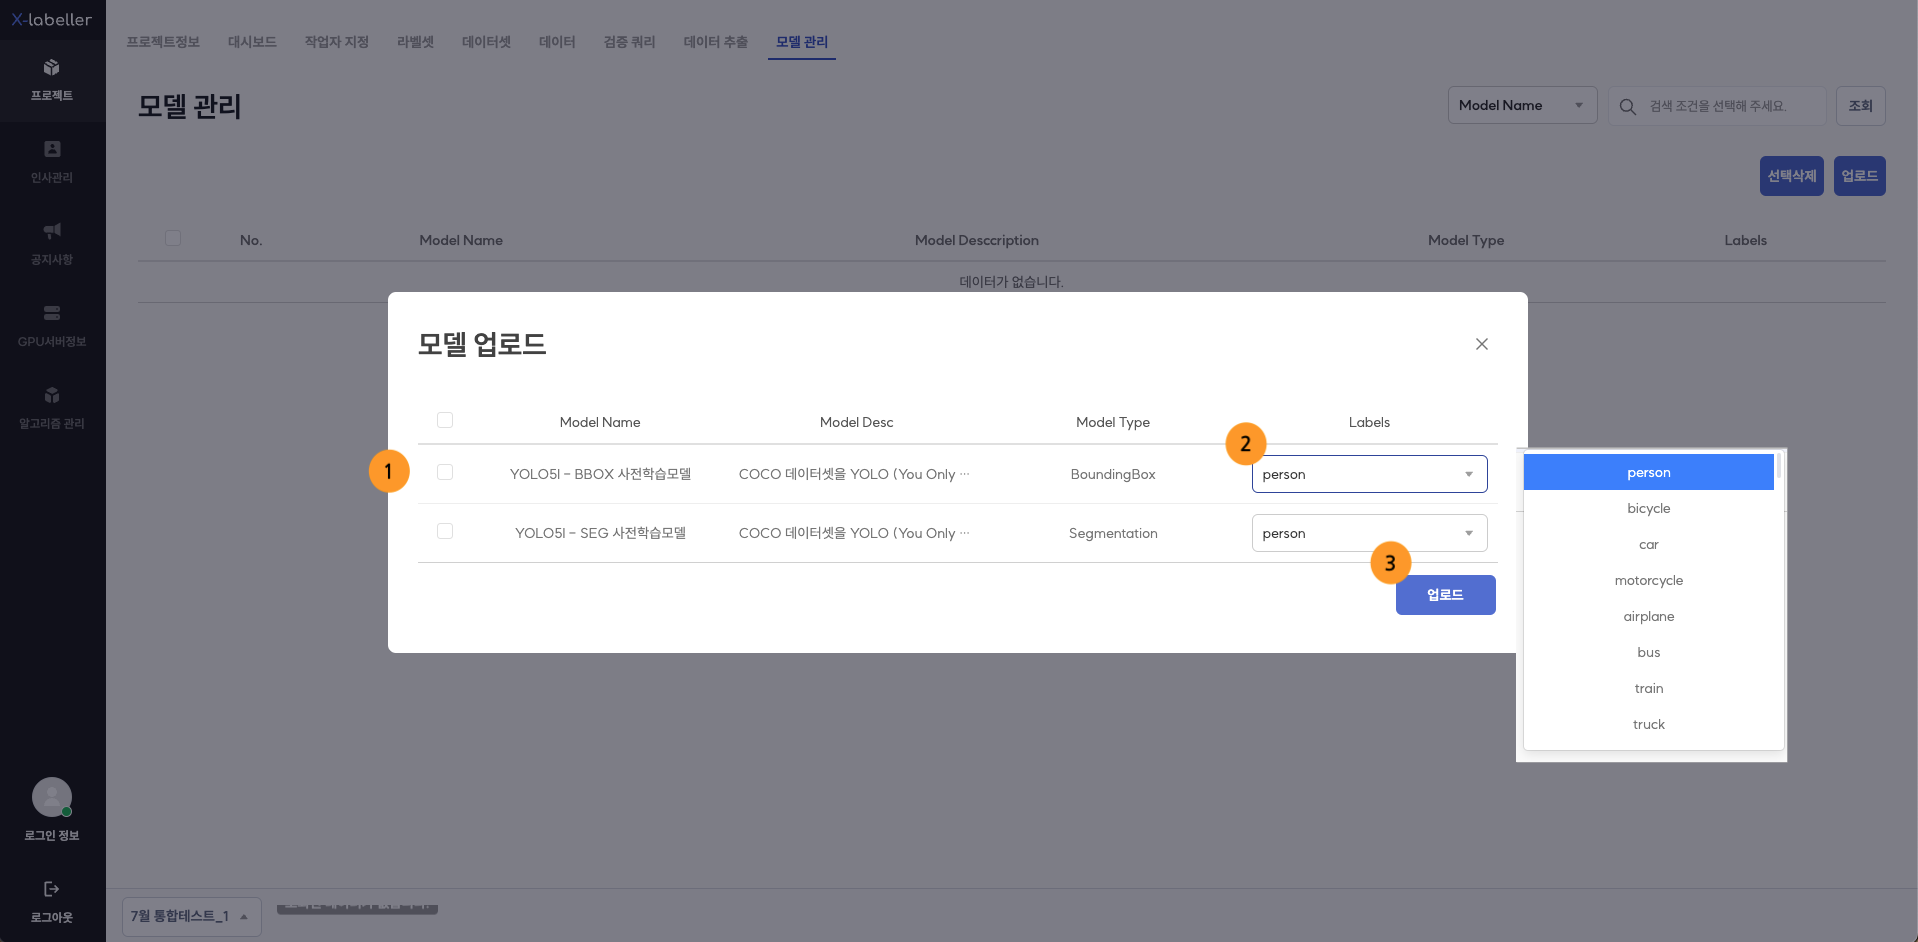 X-labeller
프로젝트정보 대시보드 작업자 지정 라벨셋 데이터셋 데이터 검증 쿼리 데이터 추출 모델 관리
프로젝트
인사관리
공지사항
GPU서버정보
알고리즘 관리
로그인 정보
로그아웃
모델 관리
Model Name 검색 조건을 선택해 주세요. 조회
선택삭제 업로드
No. Model Name Model Desccription Model Type Labels
데이터가 없습니다.
모델 업로드
Model Name Model Desc Model Type Labels
1 YOLO5l - BBOX 사전학습모델 COCO 데이터셋을 YOLO (You Only ··· BoundingBox 2 person
YOLO5l - SEG 사전학습모델 COCO 데이터셋을 YOLO (You Only ··· Segmentation person
3 업로드
person
bicycle
car
motorcycle
airplane
bus
train
truck
7월 통합테스트_1